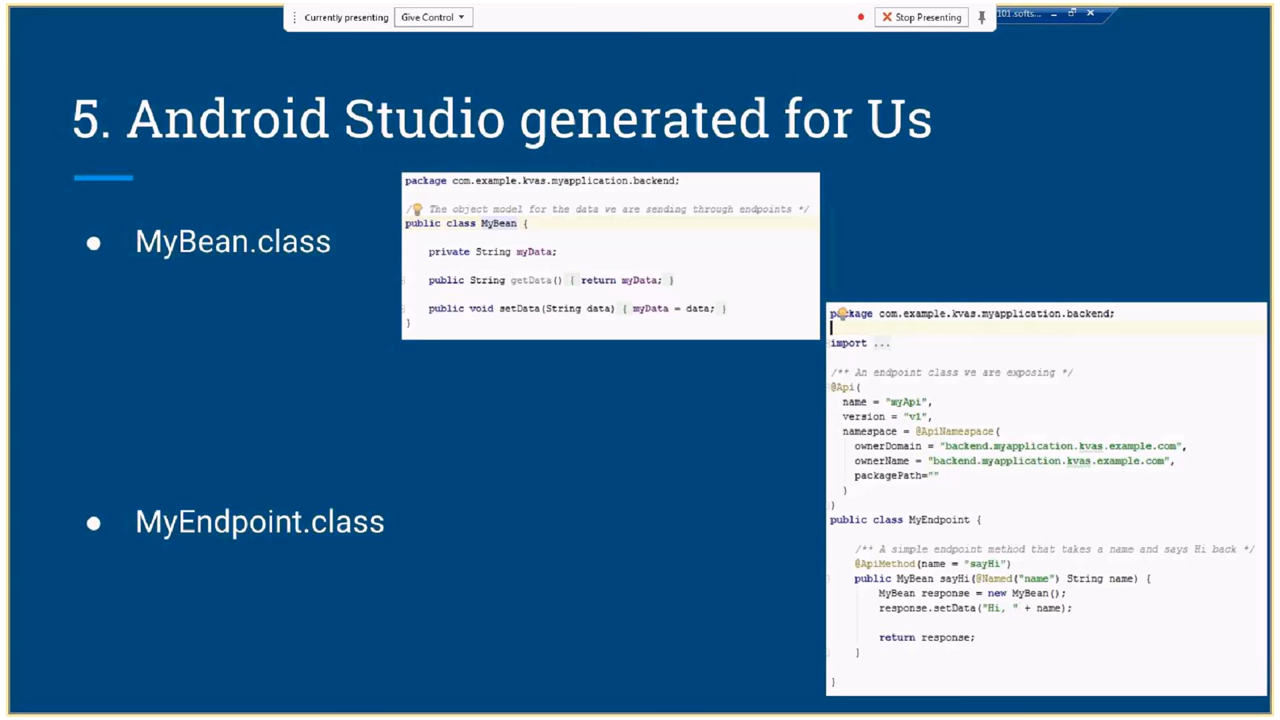 Currently presenting
Give Control
Stop Presenting
101.softs...
5. Android Studio generated for Us
● MyBean.class
package com.example.kvas.myapplication.backend;
/ The object model for the data we are sending through endpoints */
public class MyBean {
private String myData;
public String getData() { return myData; }
public void setData(String data) { myData = data; }
}
● MyEndpoint.class
package com.example.kvas.myapplication.backend;
import ...
/** An endpoint class we are exposing */
@Api(
name = "myApi",
version = "v1",
namespace = @ApiNamespace(
ownerDomain = "backend.myapplication.kvas.example.com",
ownerName = "backend.myapplication.kvas.example.com",
packagePath=""
)
)
public class MyEndpoint {
/** A simple endpoint method that takes a name and says Hi back */
@ApiMethod(name = "sayHi")
public MyBean sayHi(@Named("name") String name) {
MyBean response = new MyBean();
response.setData("Hi, " + name);
return response;
}
}